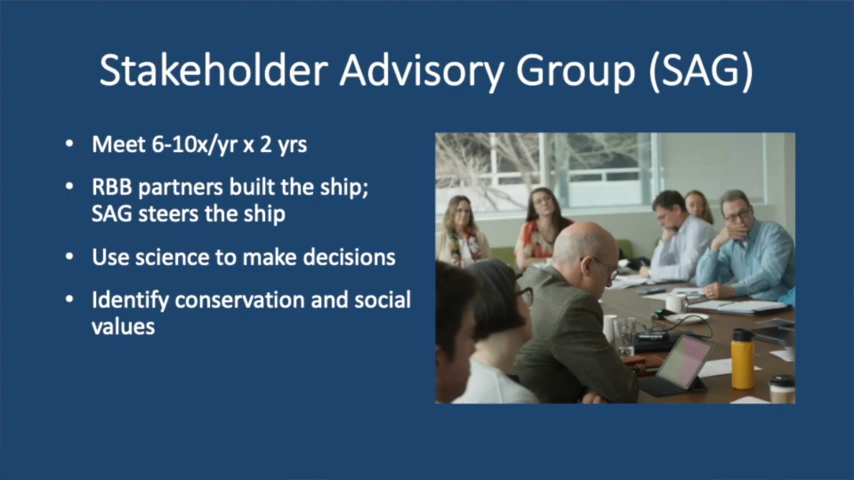 Stakeholder Advisory Group (SAG)
• Meet 6-10x/yr x 2 yrs
• RBB partners built the ship;
SAG steers the ship
• Use science to make decisions
• Identify conservation and social
values